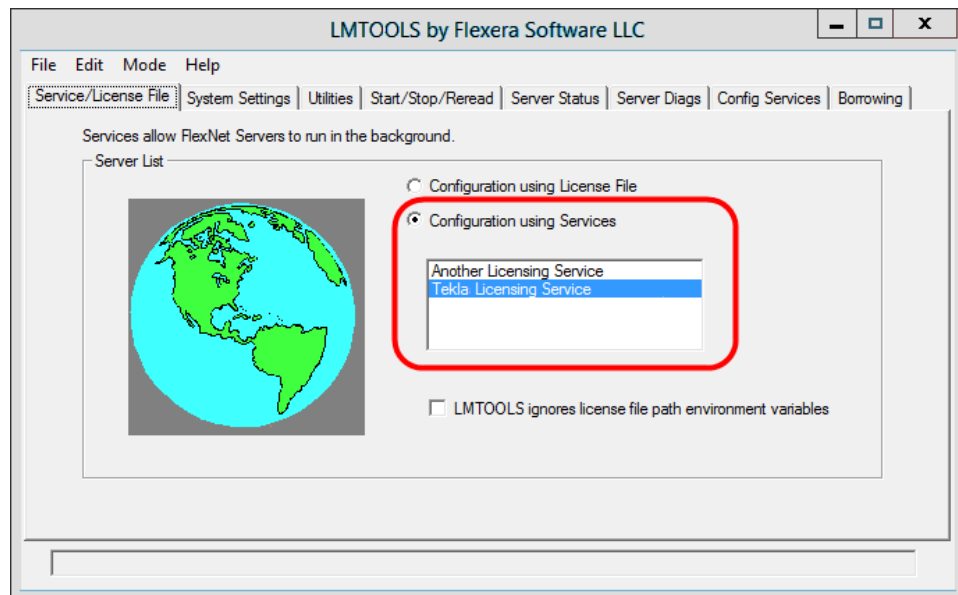 LMTOOLS by Flexera Software LLC
File Edit Mode Help
Service/License File System Settings Utilities Start/Stop/Reread Server Status Server Diags Config Services Borrowing
Services allow FlexNet Servers to run in the background.
Server List
Configuration using License File
Configuration using Services
Another Licensing Service
Tekla Licensing Service
LMTOOLS ignores license file path environment variables